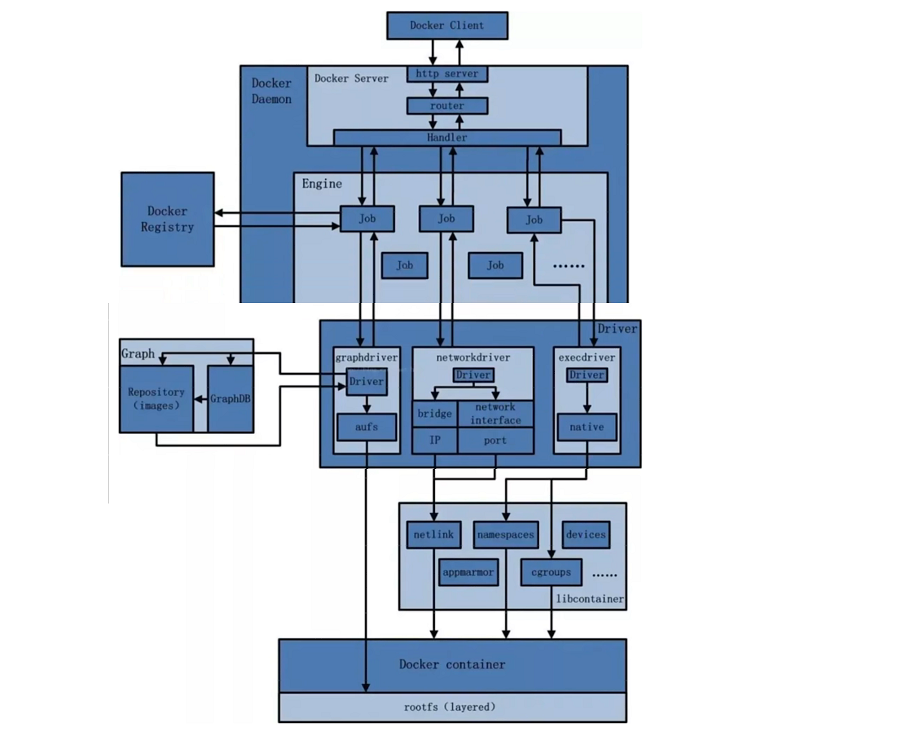 Docker Client
Docker
Daemon
Docker Server
http server
router
Handler
Engine
Docker
Registry
Job
Job
Job
Job
Job
......
Driver
Graph
Repository
(images)
GraphDB
graphdriver
Driver
aufs
networkdriver
Driver
bridge
network
interface
IP
port
execdriver
Driver
native
netlink
namespaces
devices
appmarmor
cgroups
......
libcontainer
Docker container
rootfs (layered)